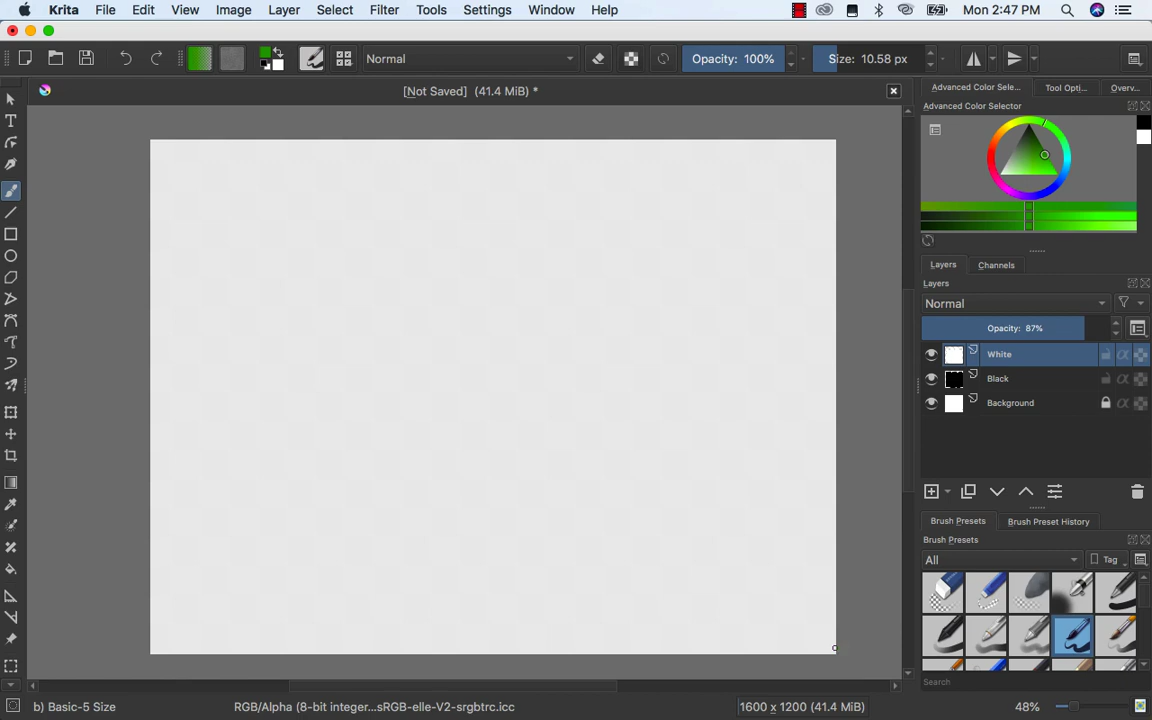 Krita File Edit View Image Layer Select Filter Tools Settings Window Help Mon 2:47 PM
Normal Opacity: 100% Size: 10.58 px
[Not Saved] (41.4 MiB) *
Advanced Color Sele... Tool Opti... Overv...
Advanced Color Selector
Layers Channels
Layers
Normal
Opacity: 87%
White
Black
Background
Brush Presets Brush Preset History
Brush Presets
All Tag
Search
b) Basic-5 Size RGB/Alpha (8-bit integer...sRGB-elle-V2-srgbtrc.icc 1600 x 1200 (41.4 MiB) 48%